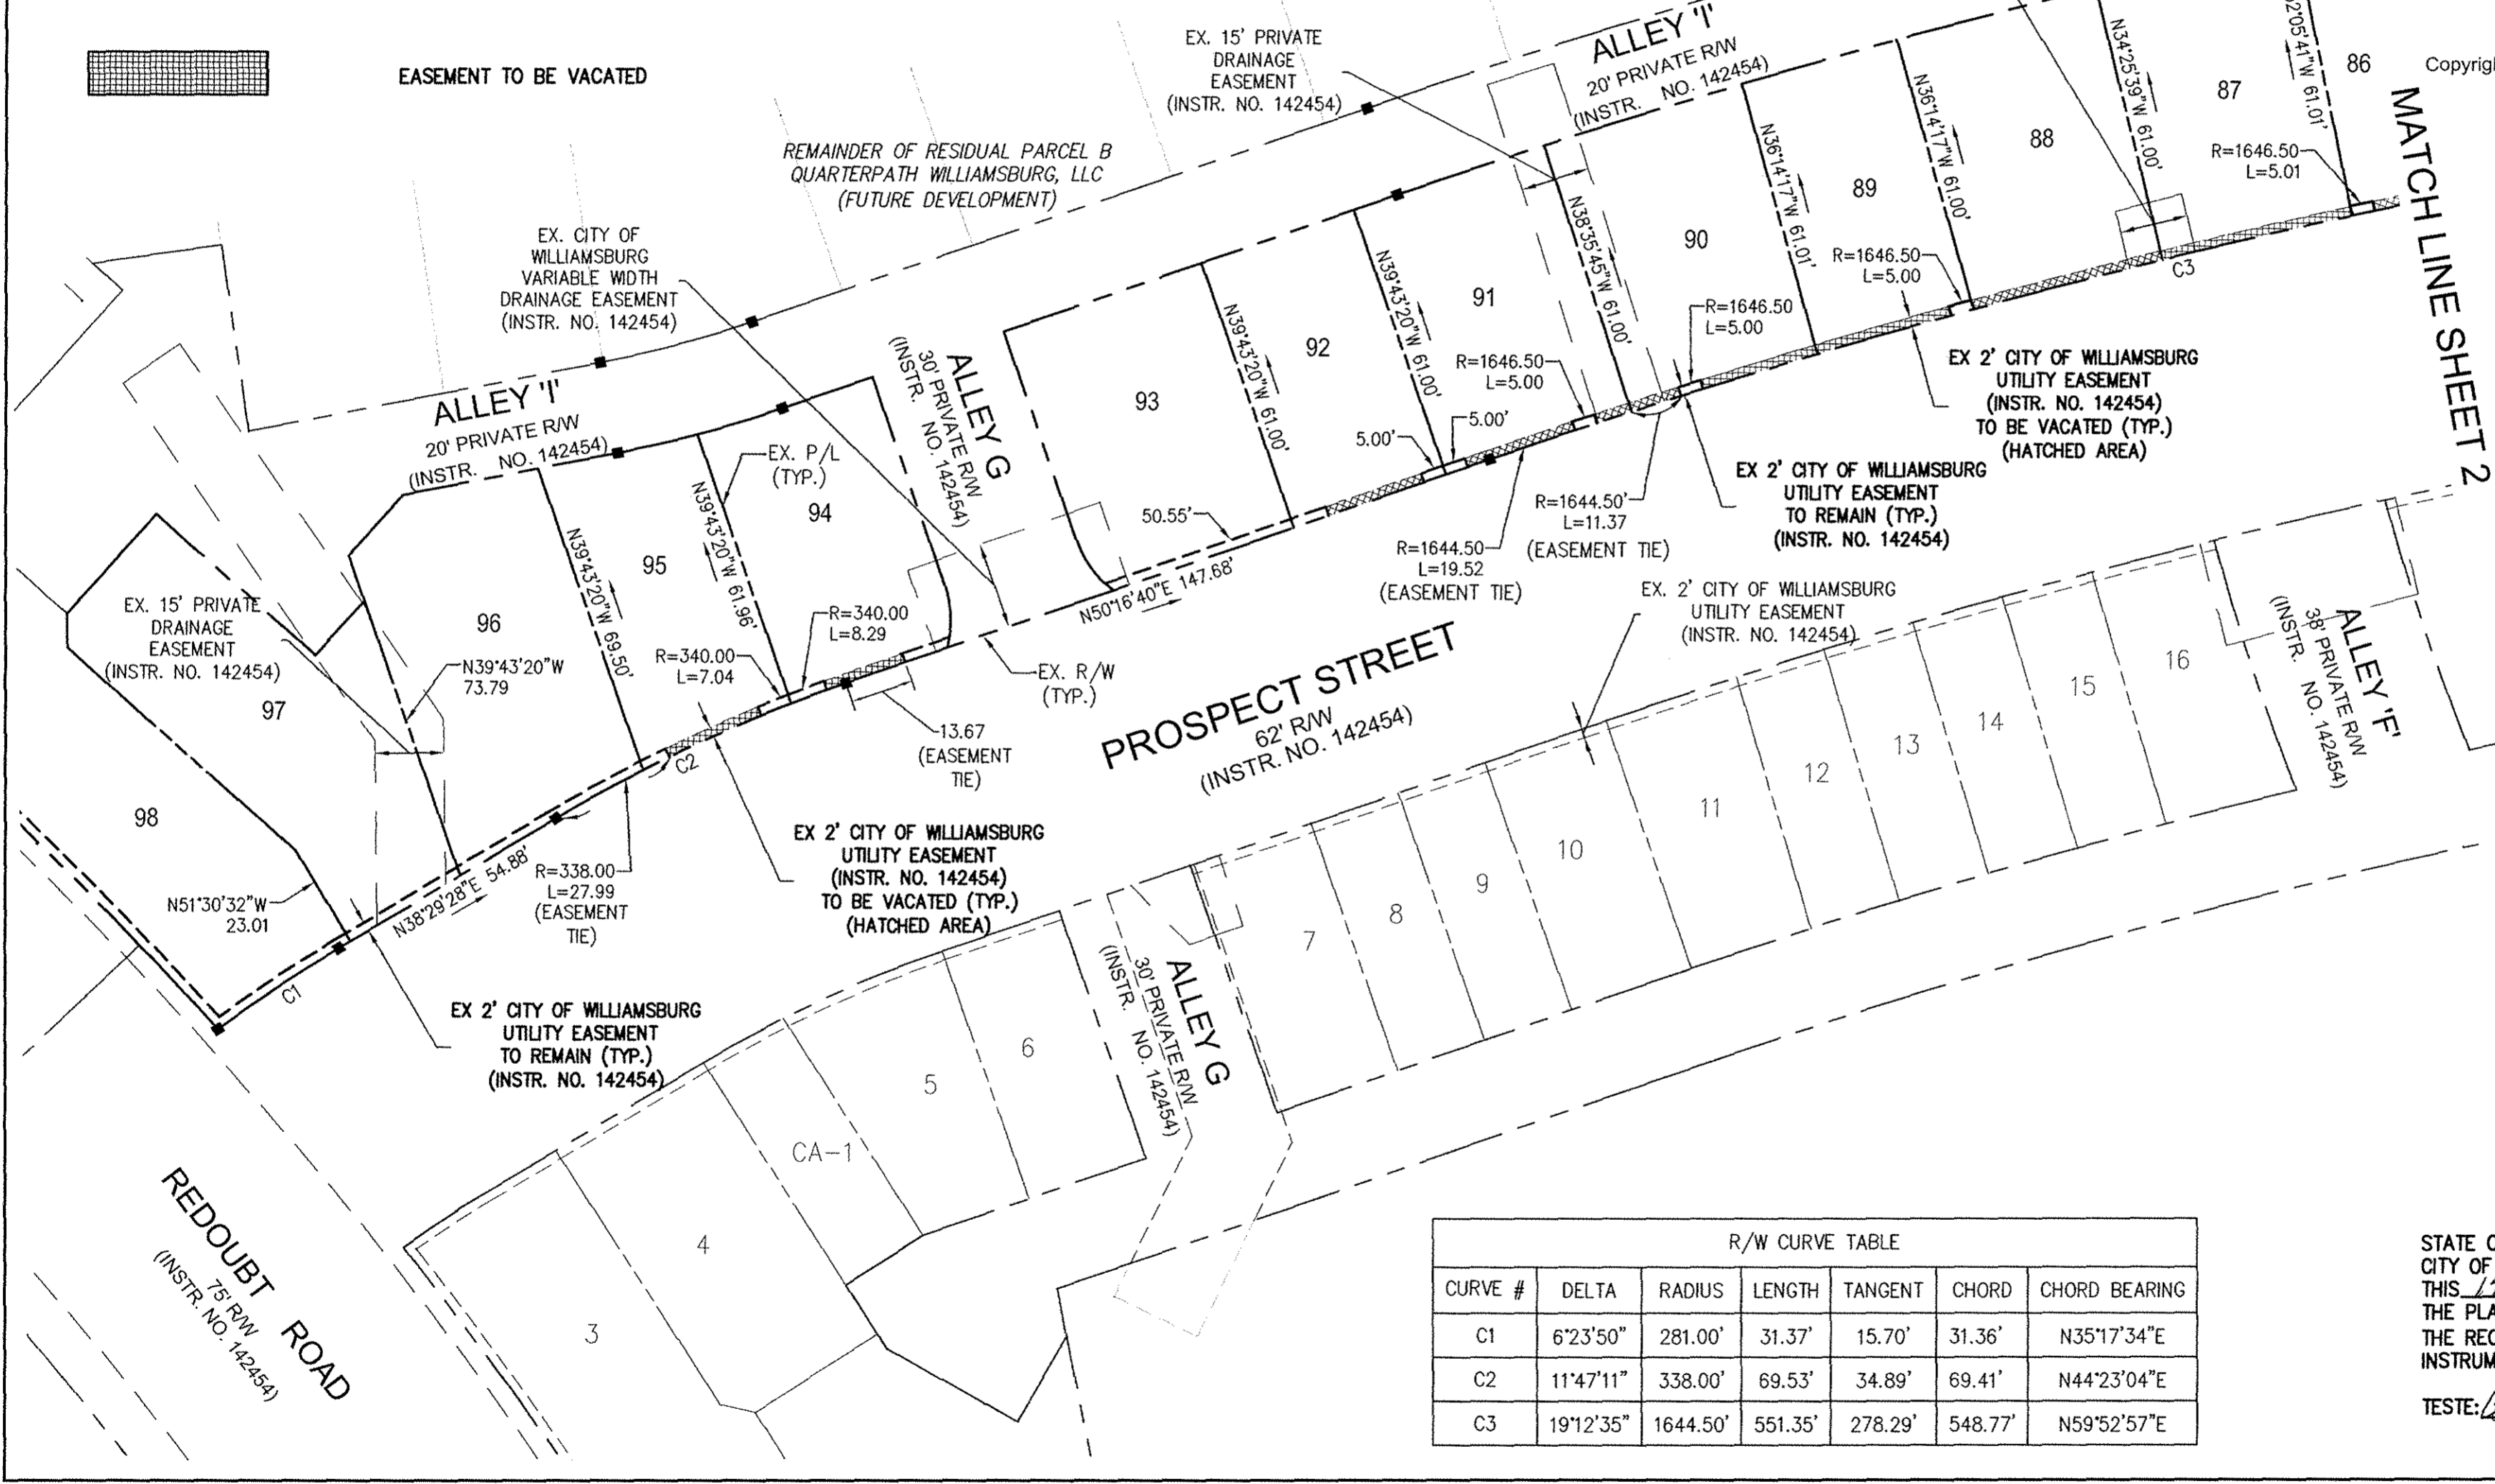 EASEMENT TO BE VACATED
EX. 15' PRIVATE
DRAINAGE
EASEMENT
(INSTR. NO. 142454)
ALLEY 'I'
20' PRIVATE R/W
(INSTR. NO. 142454)
REMAINDER OF RESIDUAL PARCEL B
QUARTERPATH WILLIAMSBURG, LLC
(FUTURE DEVELOPMENT)
EX. CITY OF
WILLIAMSBURG
VARIABLE WIDTH
DRAINAGE EASEMENT
(INSTR. NO. 142454)
N34°25'39"W 61.00'
87
86
MATCH LINE SHEET 2
R=1646.50
L=5.01
88
N36°14'17"W 61.00'
89
N36°14'17"W 61.01'
90
R=1646.50
L=5.00
C3
N38°35'45"W 61.00'
R=1646.50
L=5.00
91
R=1646.50
L=5.00
N39°43'20"W 61.00'
5.00'
5.00'
92
N39°43'20"W 61.00'
93
50.55'
EX 2' CITY OF WILLIAMSBURG
UTILITY EASEMENT
(INSTR. NO. 142454)
TO BE VACATED (TYP.)
(HATCHED AREA)
EX 2' CITY OF WILLIAMSBURG
UTILITY EASEMENT
TO REMAIN (TYP.)
(INSTR. NO. 142454)
R=1644.50'
L=11.37
(EASEMENT TIE)
R=1644.50
L=19.52
(EASEMENT TIE)
EX. 2' CITY OF WILLIAMSBURG
UTILITY EASEMENT
(INSTR. NO. 142454)
ALLEY G
30' PRIVATE R/W
(INSTR. NO. 142454)
ALLEY 'I'
20' PRIVATE R/W
(INSTR. NO. 142454)
EX. P/L
(TYP.)
94
N39°43'20"W 61.96'
95
N39°43'20"W 69.50'
96
R=340.00
L=8.29
R=340.00
L=7.04
N50°16'40"E 147.68'
EX. R/W
(TYP.)
13.67
(EASEMENT
TIE)
EX. 15' PRIVATE
DRAINAGE
EASEMENT
(INSTR. NO. 142454)
97
N39°43'20"W
73.79
98
C2
N51°30'32"W
23.01
N38°29'28"E 54.88'
R=338.00
L=27.99
(EASEMENT
TIE)
C1
EX 2' CITY OF WILLIAMSBURG
UTILITY EASEMENT
(INSTR. NO. 142454)
TO BE VACATED (TYP.)
(HATCHED AREA)
EX 2' CITY OF WILLIAMSBURG
UTILITY EASEMENT
TO REMAIN (TYP.)
(INSTR. NO. 142454)
PROSPECT STREET
62' R/W
(INSTR. NO. 142454)
ALLEY 'F'
38' PRIVATE R/W
(INSTR. NO. 142454)
16
15
14
13
12
11
10
9
8
7
ALLEY G
30' PRIVATE R/W
(INSTR. NO. 142454)
6
5
CA-1
4
3
REDOUBT ROAD
75' R/W
(INSTR. NO. 142454)
R/W CURVE TABLE
CURVE # DELTA RADIUS LENGTH TANGENT CHORD CHORD BEARING
C1 6°23'50" 281.00' 31.37' 15.70' 31.36' N35°17'34"E
C2 11°47'11" 338.00' 69.53' 34.89' 69.41' N44°23'04"E
C3 19°12'35" 1644.50' 551.35' 278.29' 548.77' N59°52'57"E
STATE
CITY OF
THIS
THE
THE
TESTE: